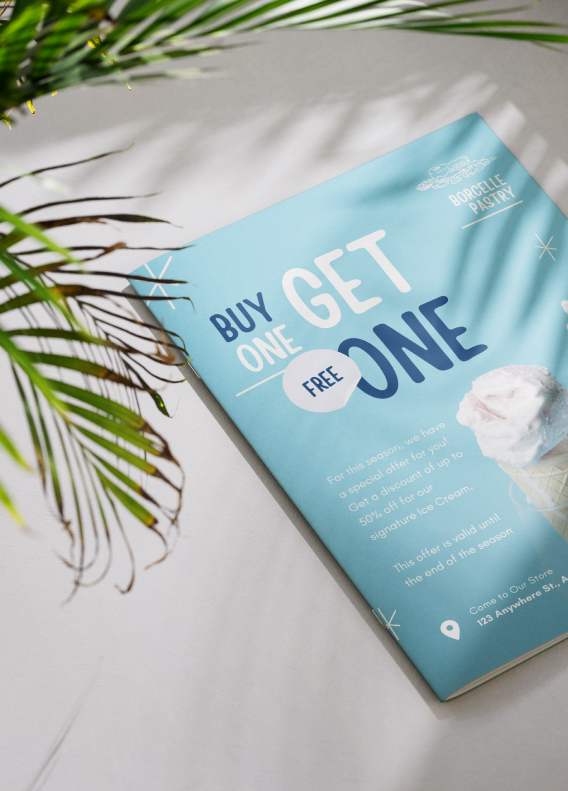 BORCELLE
PASTRY
BUY
ONE
GET
ONE
FREE
For this season, we have
a special offer for you!
Get a discount of up to
50% off for our
signature Ice Cream.
This offer is valid until
the end of the season
Come to Our Store
123 Anywhere St.,